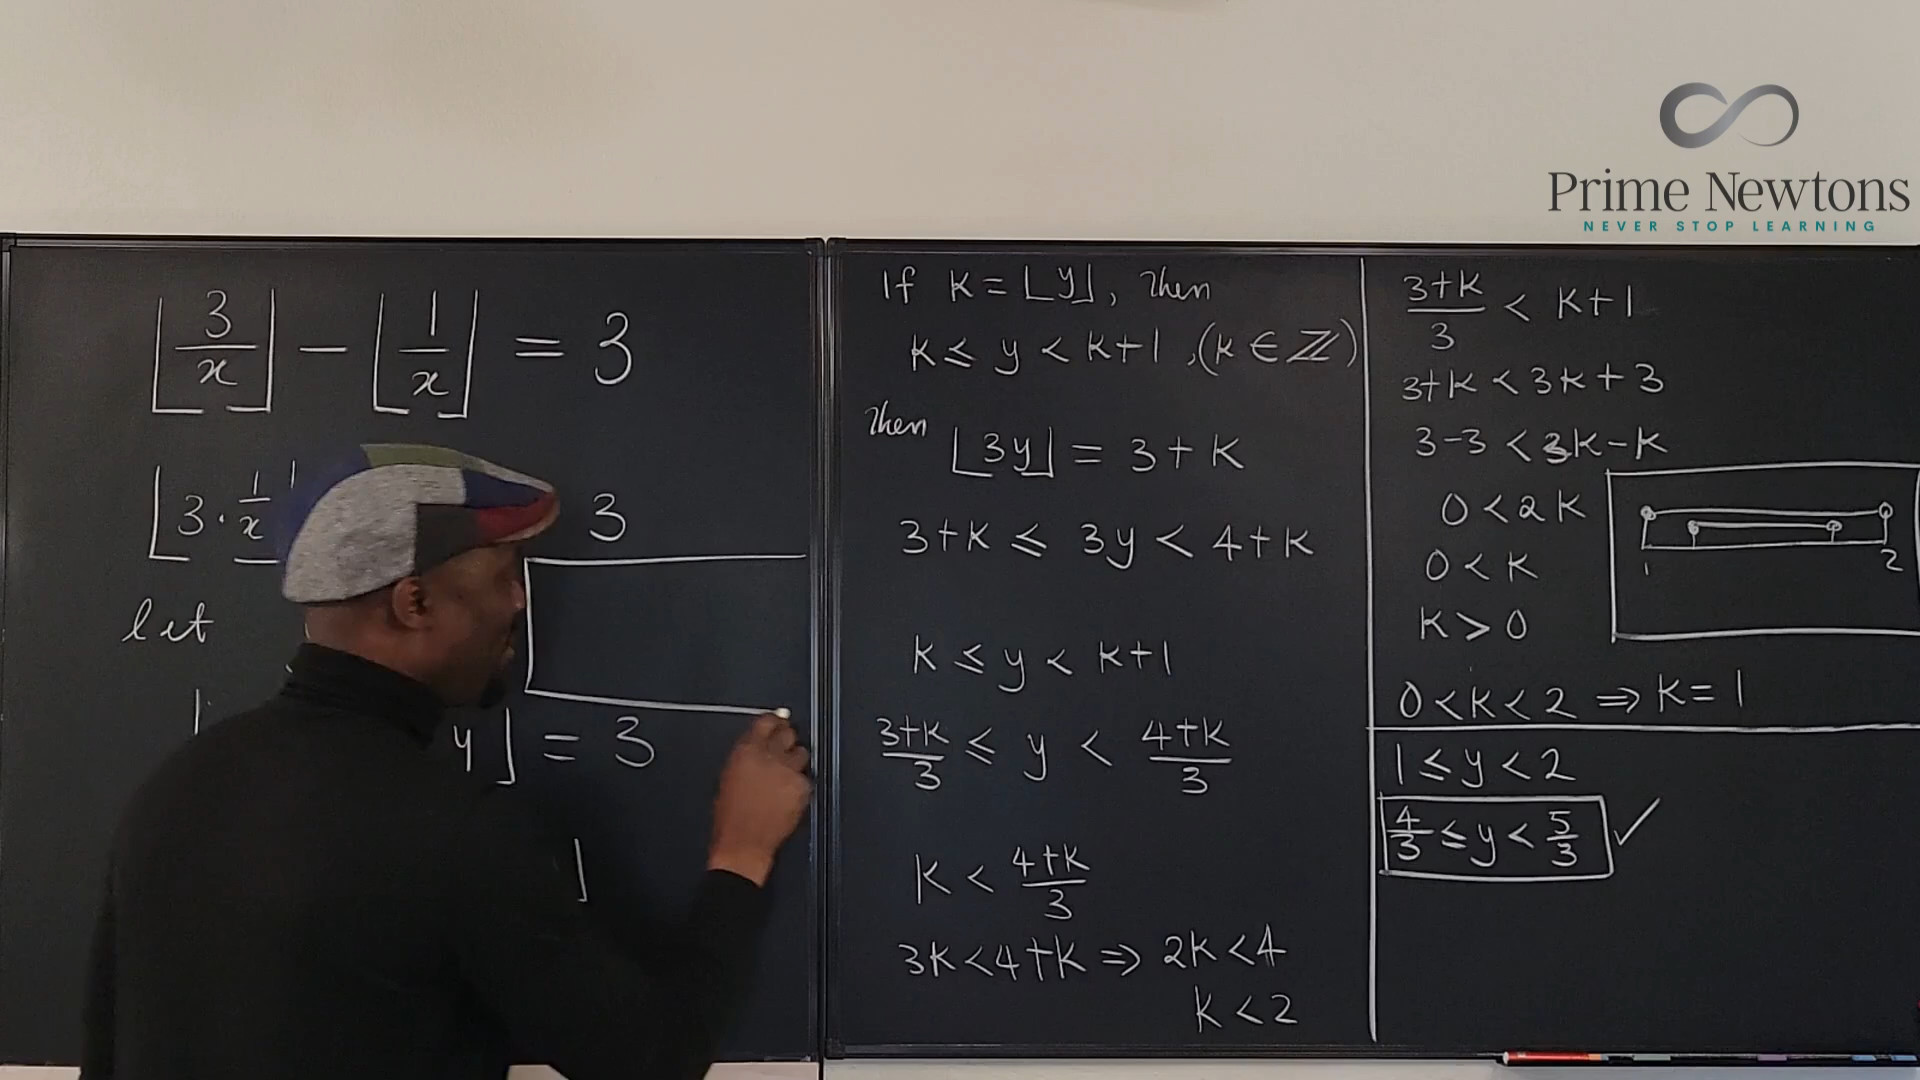 Prime Newtons
NEVER STOP LEARNING
⌊3/x⌋ − ⌊1/x⌋ = 3
⌊3·1/x 3
let
y⌋ = 3
If k = ⌊y⌋, then
k ≤ y < k+1, (k ∈ ℤ)
then ⌊3y⌋ = 3+k
3+k ≤ 3y < 4+k
k ≤ y < k+1
(3+k)/3 ≤ y < (4+k)/3
k < (4+k)/3
3k < 4+k ⇒ 2k < 4
k < 2
(3+k)/3 < k+1
3+k < 3k+3
3−3 < 3k−k
0 < 2k
0 < k
k > 0
1 2
0 < k < 2 ⇒ k = 1
1 ≤ y < 2
4/3 ≤ y < 5/3 ✓